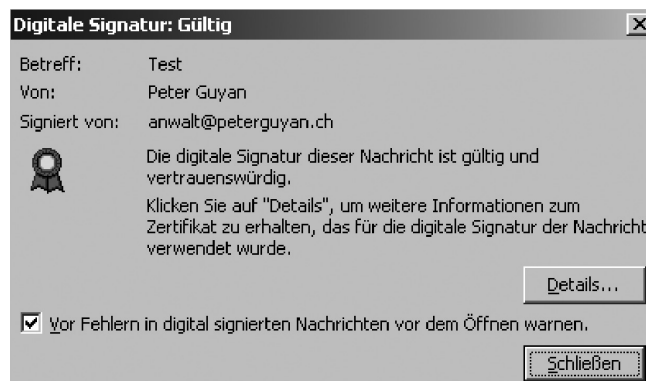 Digitale Signatur: Gültig
Betreff: Test
Von: Peter Guyan
Signiert von: anwalt@peterguyan.ch
Die digitale Signatur dieser Nachricht ist gültig und
vertrauenswürdig.
Klicken Sie auf "Details", um weitere Informationen zum
Zertifikat zu erhalten, das für die digitale Signatur der Nachricht
verwendet wurde.
Details...
Vor Fehlern in digital signierten Nachrichten vor dem Öffnen warnen.
Schließen